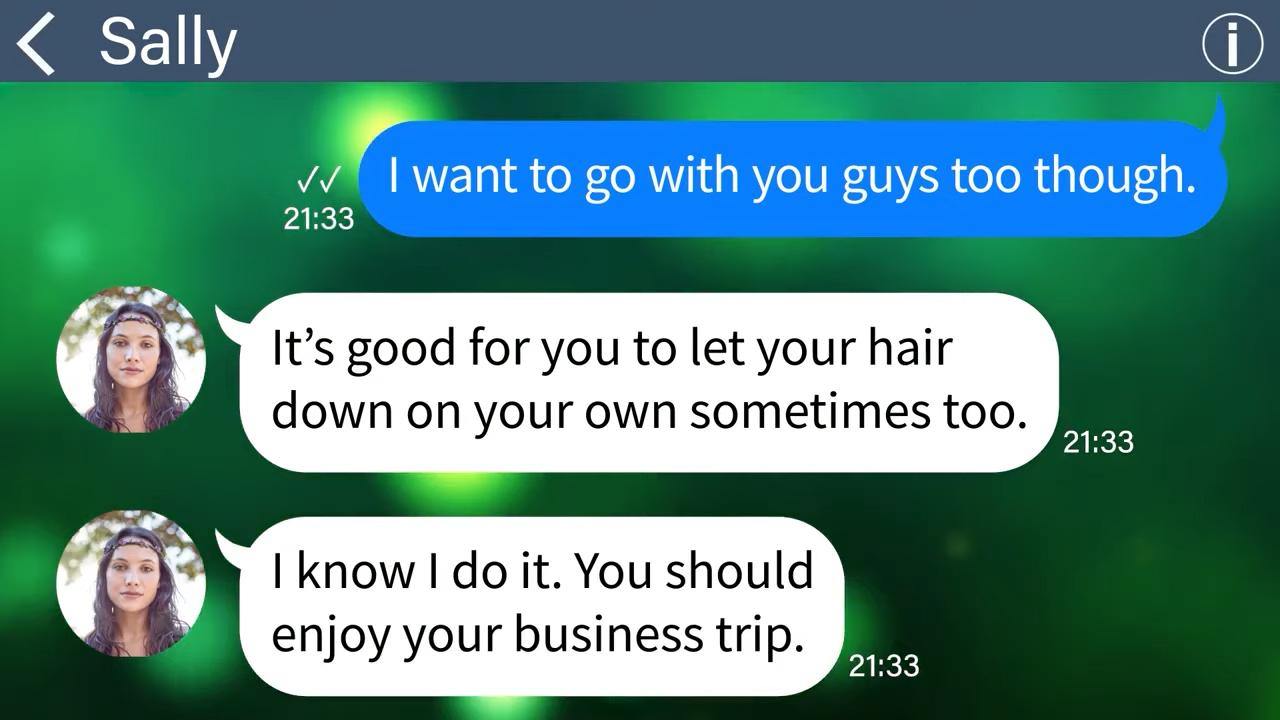 Sally
i
I want to go with you guys too though.
✓✓
21:33
It’s good for you to let your hair
down on your own sometimes too.
21:33
I know I do it. You should
enjoy your business trip.
21:33